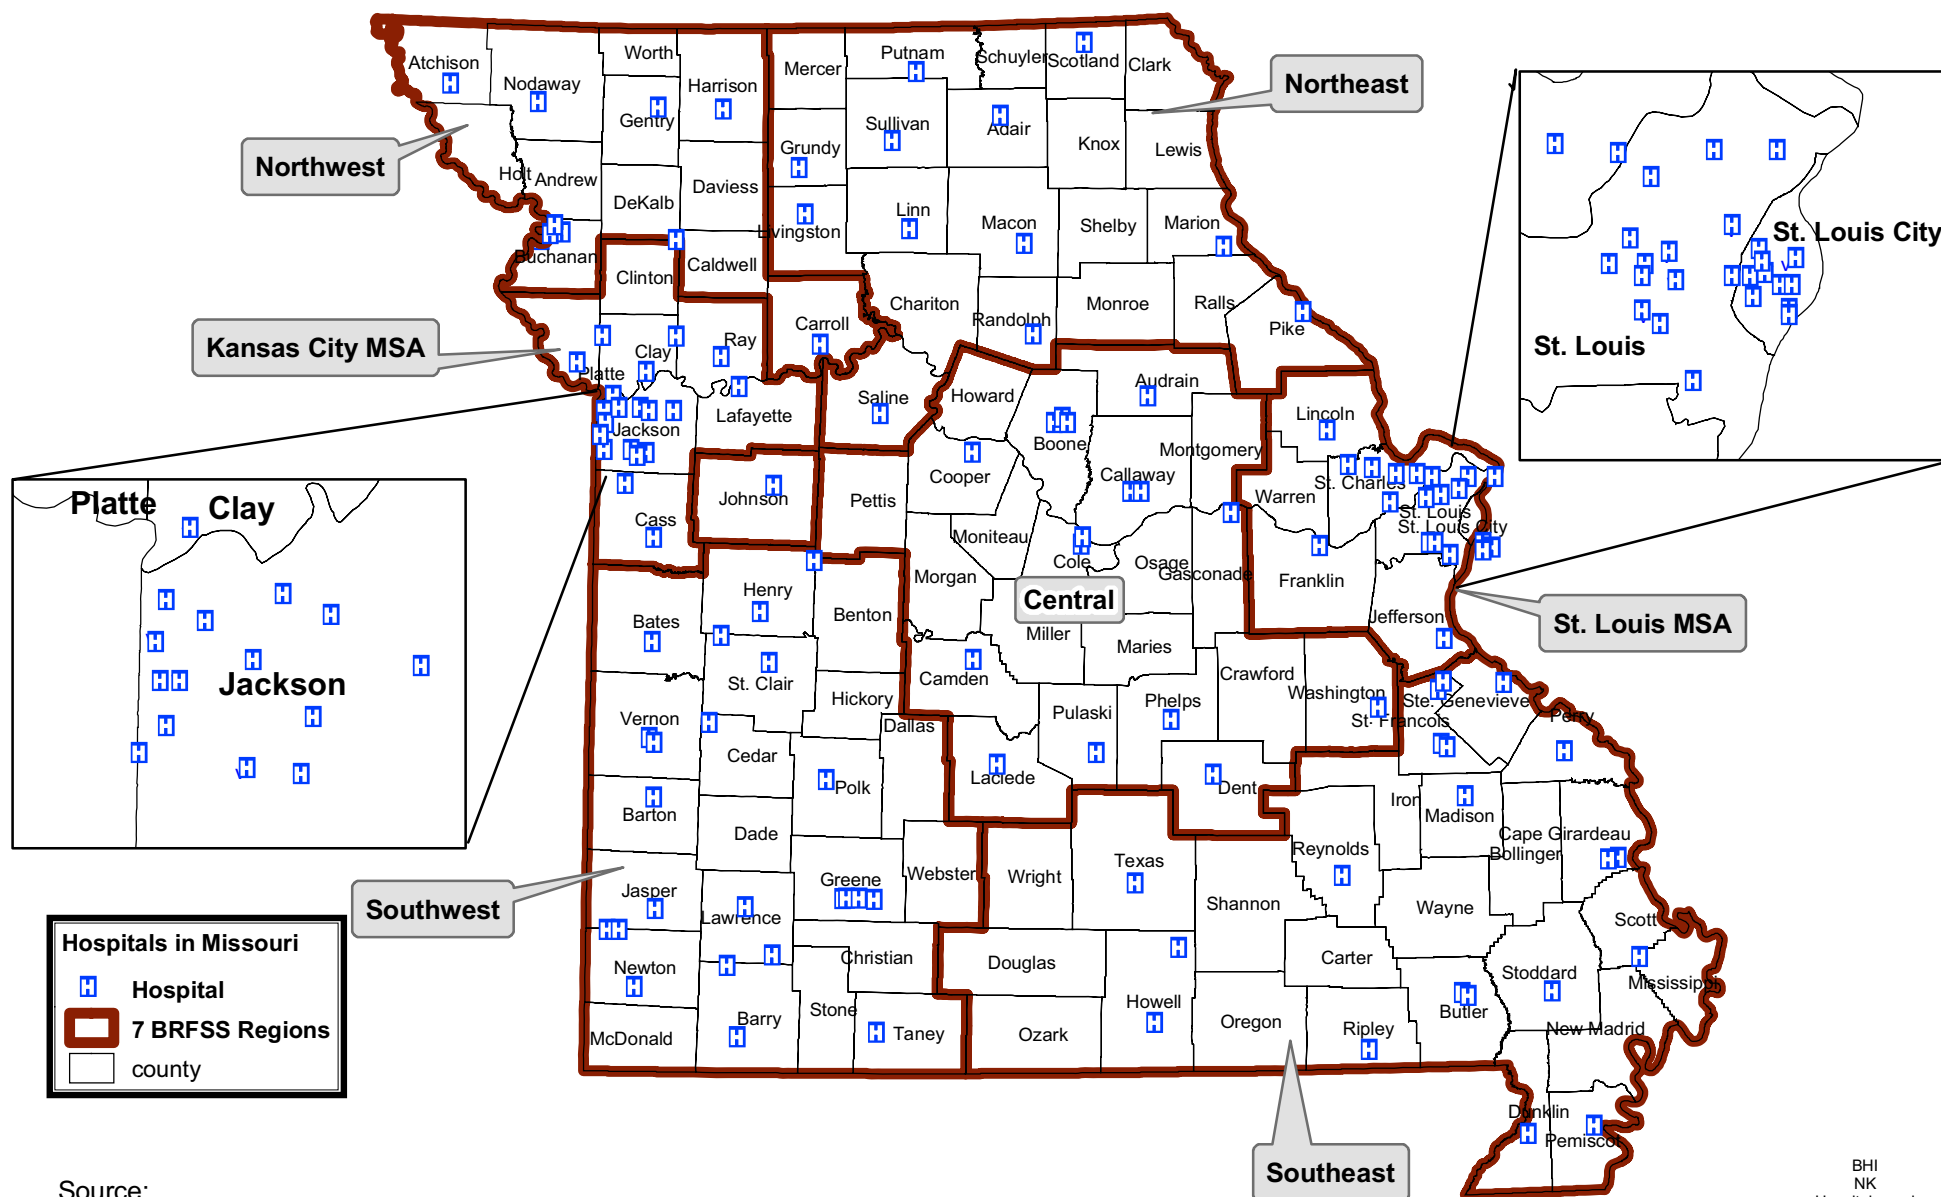 Atchison
Nodaway
Worth
Gentry
Harrison
Mercer
Putnam
Schuyler
Scotland
Clark
Northeast
Northwest
Holt
Andrew
DeKalb
Daviess
Grundy
Sullivan
Adair
Knox
Lewis
Livingston
Linn
Macon
Shelby
Marion
Buchanan
Clinton
Caldwell
Chariton
Carroll
Randolph
Monroe
Ralls
Pike
Kansas City MSA
Platte
Clay
Ray
Jackson
Lafayette
Saline
Howard
Boone
Audrain
Callaway
Montgomery
Lincoln
Warren
St. Charles
St. Louis
St. Louis City
St. Louis City
St. Louis
Platte
Clay
Jackson
Cass
Johnson
Pettis
Cooper
Moniteau
Morgan
Cole
Osage
Gasconade
Franklin
Jefferson
Central
St. Louis MSA
Bates
Henry
Benton
Miller
Maries
Camden
St. Clair
Hickory
Dallas
Vernon
Cedar
Polk
Pulaski
Phelps
Crawford
Washington
Ste. Genevieve
St. Francois
Perry
Laclede
Dent
Iron
Madison
Cape Girardeau
Bollinger
Barton
Dade
Greene
Webster
Wright
Texas
Reynolds
Shannon
Wayne
Scott
Southwest
Jasper
Lawrence
Christian
Douglas
Carter
Stoddard
Mississippi
Newton
McDonald
Barry
Stone
Taney
Ozark
Howell
Oregon
Ripley
Butler
New Madrid
Dunklin
Pemiscot
Southeast
Hospitals in Missouri
H Hospital
7 BRFSS Regions
county
Source:
BHI
NK